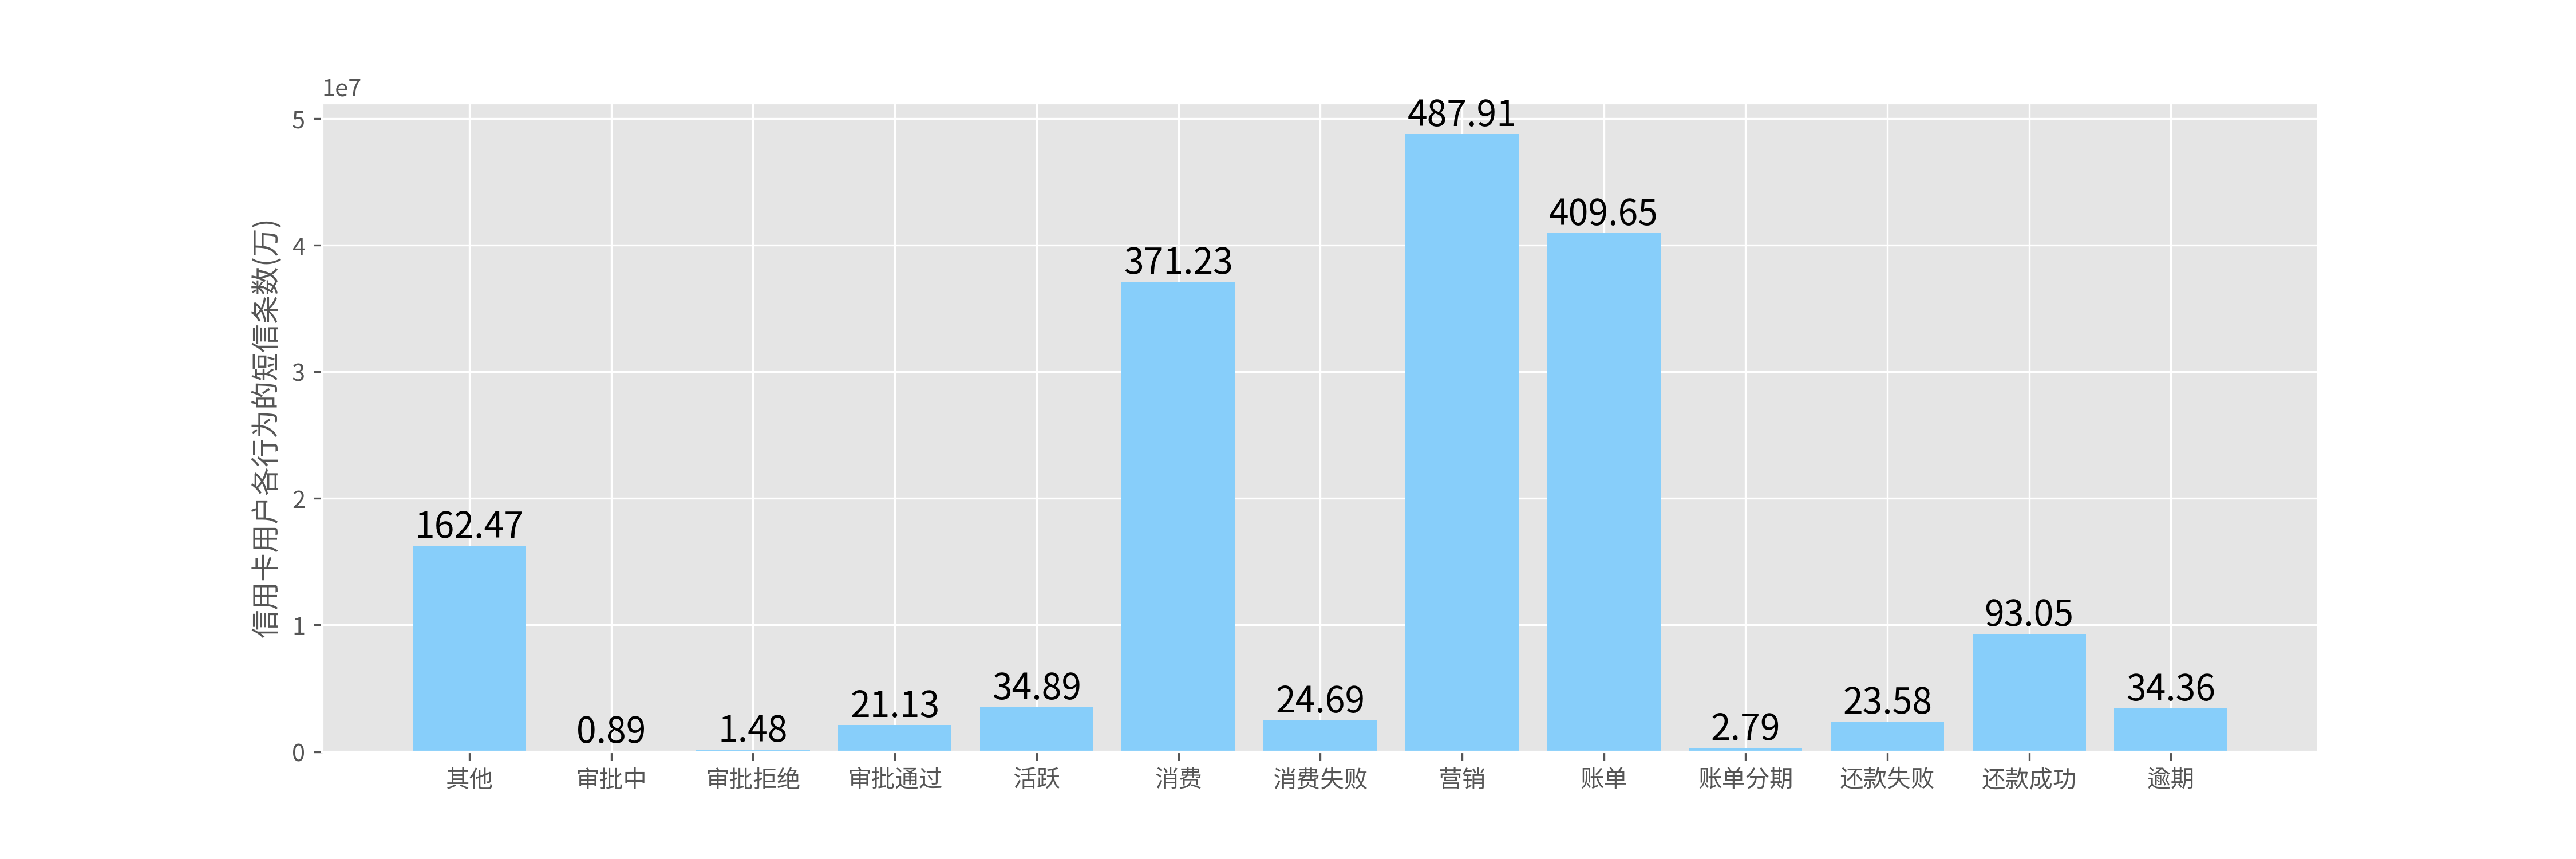 1e7
信用卡用户各行为的短信条数(万)
5
4
3
2
1
0
162.47
0.89
1.48
21.13
34.89
371.23
24.69
487.91
409.65
2.79
23.58
93.05
34.36
其他
审批中
审批拒绝
审批通过
活跃
消费
消费失败
营销
账单
账单分期
还款失败
还款成功
逾期